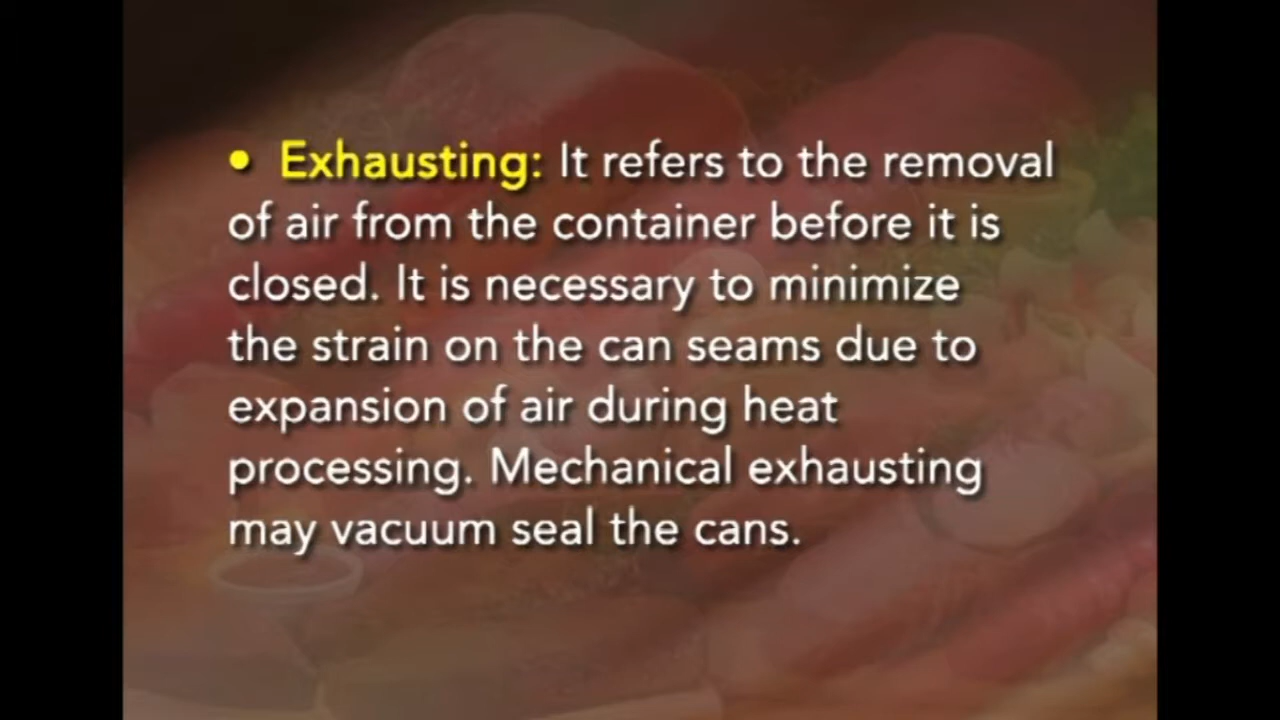 • Exhausting: It refers to the removal
of air from the container before it is
closed. It is necessary to minimize
the strain on the can seams due to
expansion of air during heat
processing. Mechanical exhausting
may vacuum seal the cans.